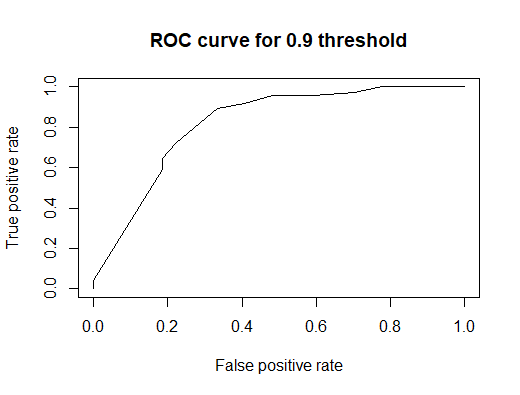 ROC curve for 0.9 threshold
True positive rate
1.0
0.8
0.6
0.4
0.2
0.0
0.0 0.2 0.4 0.6 0.8 1.0
False positive rate